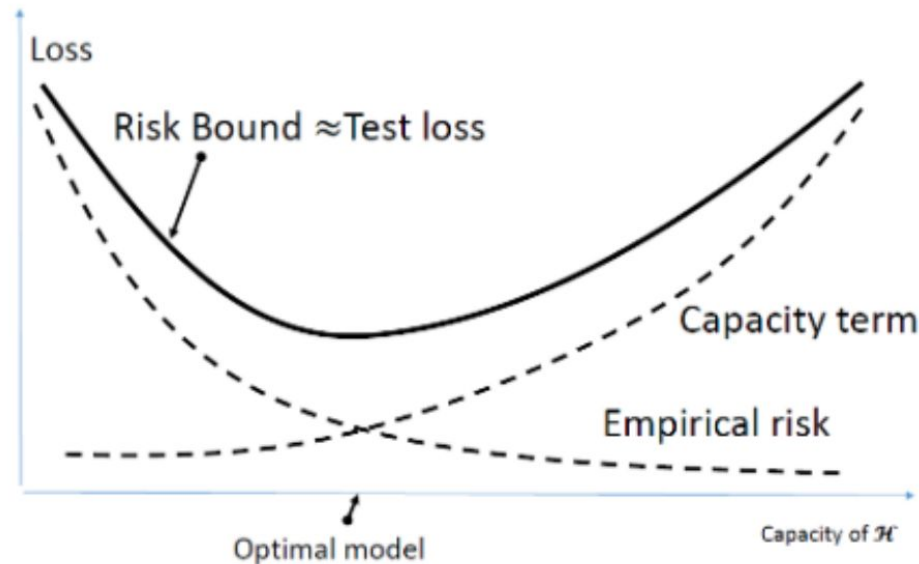 Loss
Risk Bound ≈Test loss
Capacity term
Empirical risk
Optimal model
Capacity of ℋ